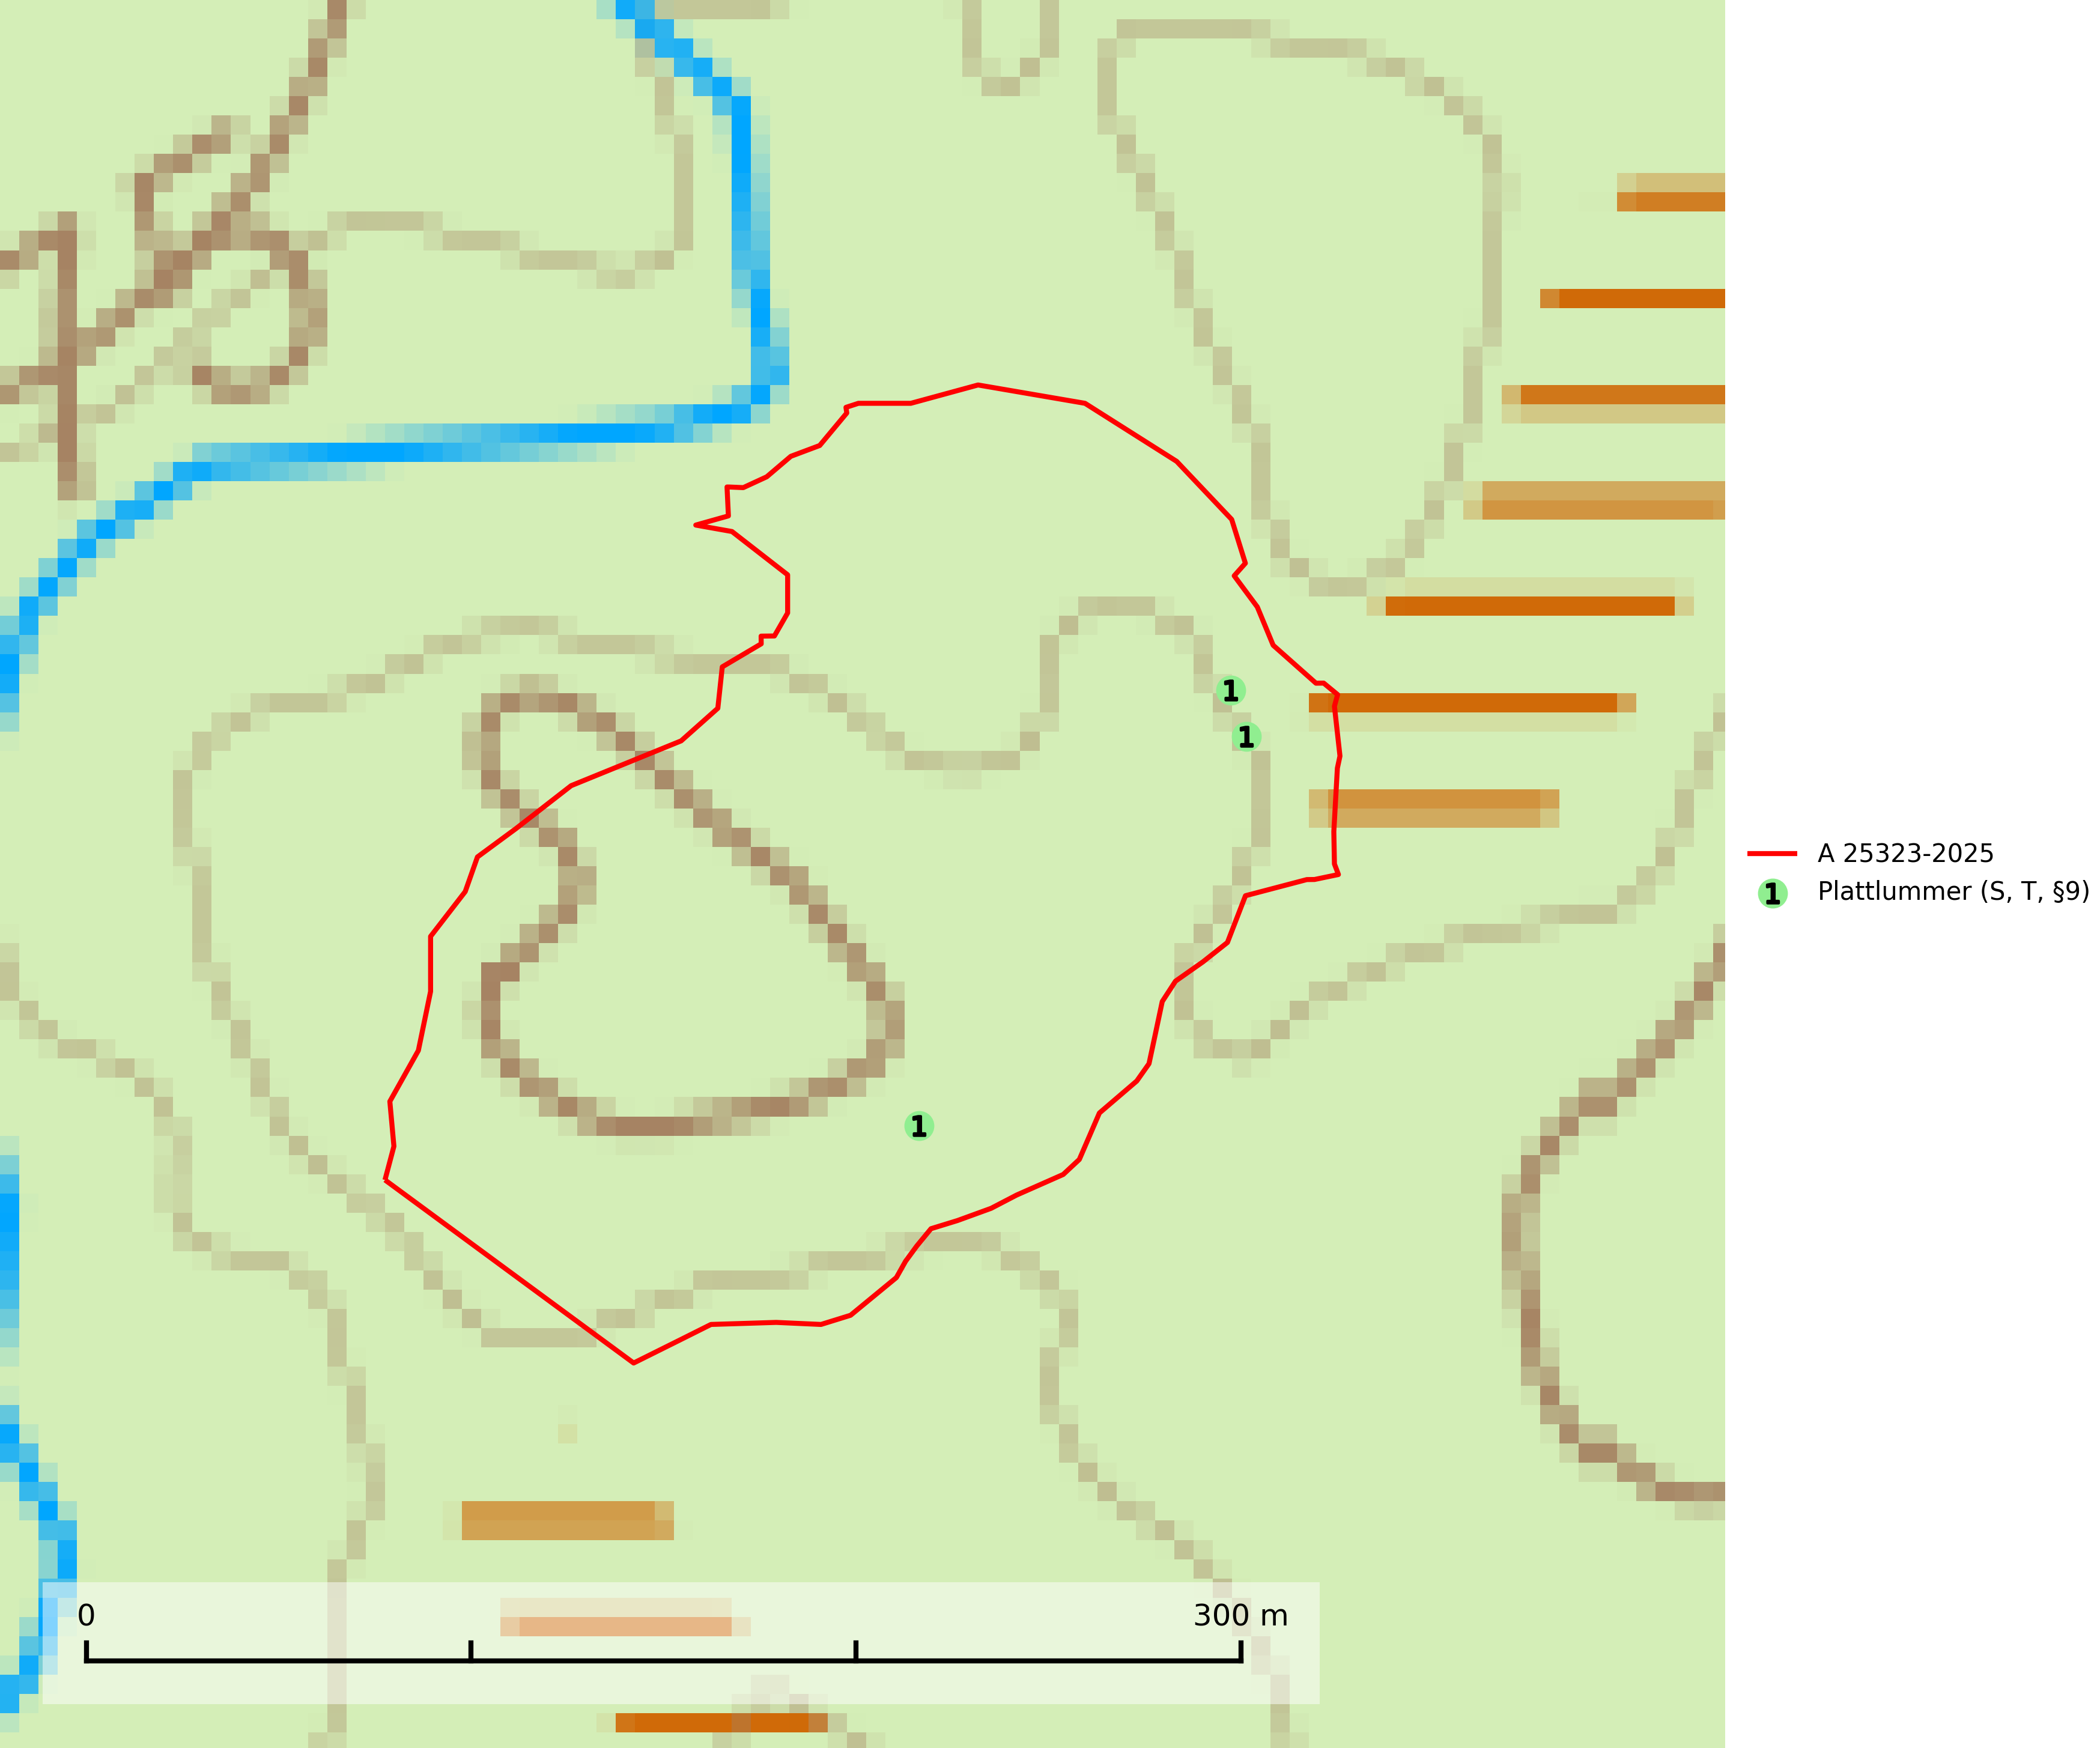 1
1
1
A 25323-2025
1 Plattlummer (S, T, §9)
0 300 m